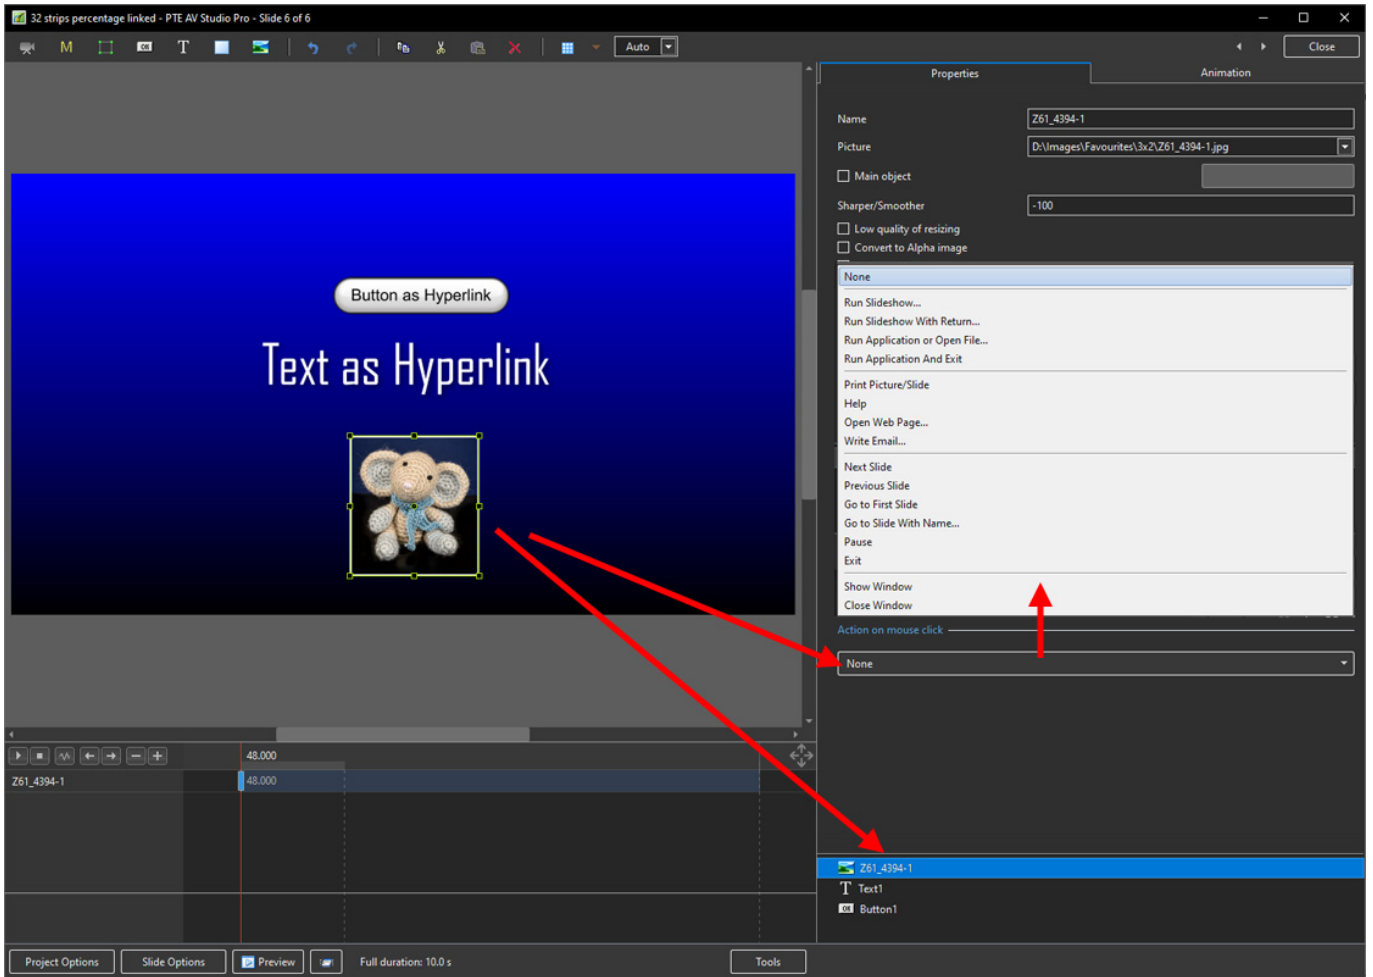 32 strips percentage linked - PTE AV Studio Pro - Slide 6 of 6
M
OK
T
Auto
Close
Properties
Animation
Name
Z61_4394-1
Picture
D:\Images\Favourites\3x2\Z61_4394-1.jpg
Main object
Sharper/Smoother
-100
Low quality of resizing
Convert to Alpha image
None
Run Slideshow...
Run Slideshow With Return...
Run Application or Open File...
Run Application And Exit
Print Picture/Slide
Help
Open Web Page...
Write Email...
Next Slide
Previous Slide
Go to First Slide
Go to Slide With Name...
Pause
Exit
Show Window
Close Window
Action on mouse click
None
Button as Hyperlink
Text as Hyperlink
48.000
Z61_4394-1
48.000
Z61_4394-1
T Text1
OK Button1
Project Options
Slide Options
Preview
Full duration: 10.0 s
Tools